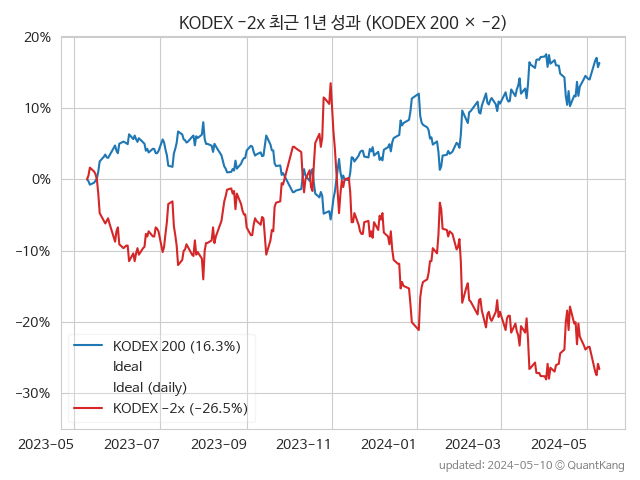 KODEX −2x 최근 1년 성과 (KODEX 200 × −2)
20%
10%
0%
−10%
−20%
−30%
KODEX 200 (16.3%)
Ideal
Ideal (daily)
KODEX −2x (−26.5%)
2023-05 2023-07 2023-09 2023-11 2024-01 2024-03 2024-05
updated: 2024-05-10 © QuantKang